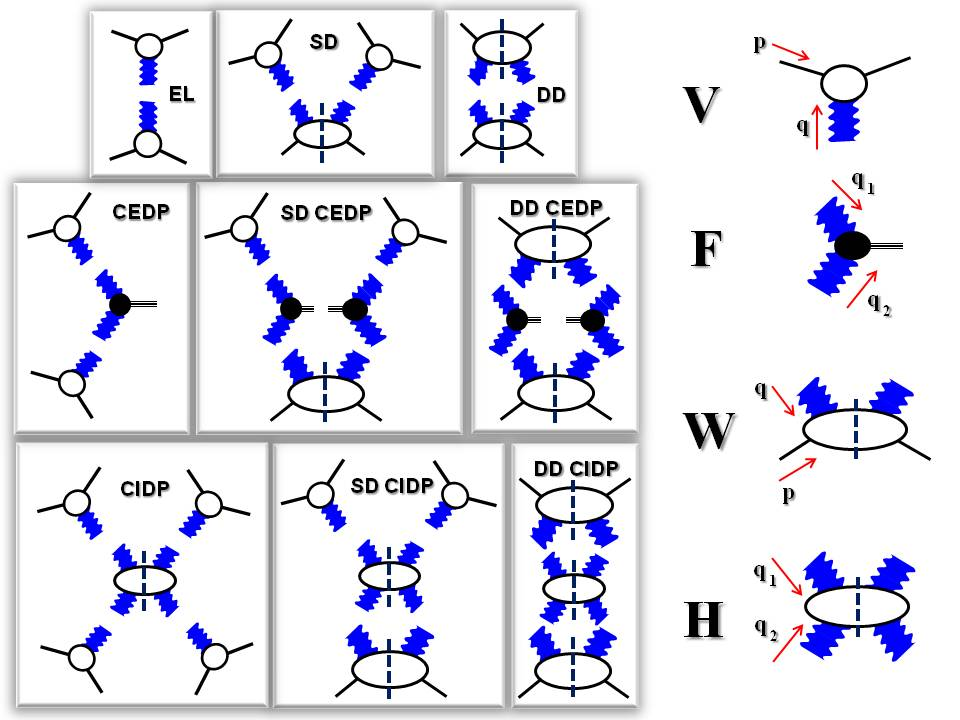 EL
SD
DD
CEDP
SD CEDP
DD CEDP
CIDP
SD CIDP
DD CIDP
V
p
q
F
q1
q2
W
q
p
H
q1
q2